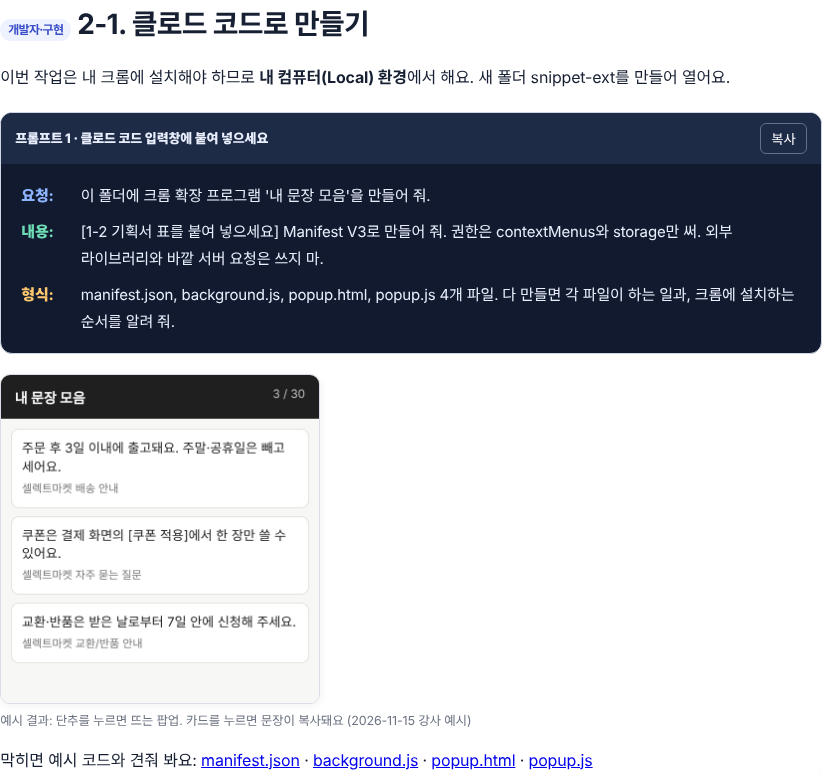 개발자·구현 2-1. 클로드 코드로 만들기
이번 작업은 내 크롬에 설치해야 하므로 내 컴퓨터(Local) 환경에서 해요. 새 폴더 snippet-ext를 만들어 열어요.
프롬프트 1 · 클로드 코드 입력창에 붙여 넣으세요
복사
요청: 이 폴더에 크롬 확장 프로그램 '내 문장 모음'을 만들어 줘.
내용: [1-2 기획서 표를 붙여 넣으세요] Manifest V3로 만들어 줘. 권한은 contextMenus와 storage만 써. 외부
라이브러리와 바깥 서버 요청은 쓰지 마.
형식: manifest.json, background.js, popup.html, popup.js 4개 파일. 다 만들면 각 파일이 하는 일과, 크롬에 설치하는
순서를 알려 줘.
내 문장 모음 3 / 30
주문 후 3일 이내에 출고돼요. 주말·공휴일은 빼고
세어요.
셀렉트마켓 배송 안내
쿠폰은 결제 화면의 [쿠폰 적용]에서 한 장만 쓸 수
있어요.
셀렉트마켓 자주 묻는 질문
교환·반품은 받은 날로부터 7일 안에 신청해 주세요.
셀렉트마켓 교환/반품 안내
예시 결과: 단추를 누르면 뜨는 팝업. 카드를 누르면 문장이 복사돼요 (2026-11-15 강사 예시)
막히면 예시 코드와 견줘 봐요: manifest.json · background.js · popup.html · popup.js